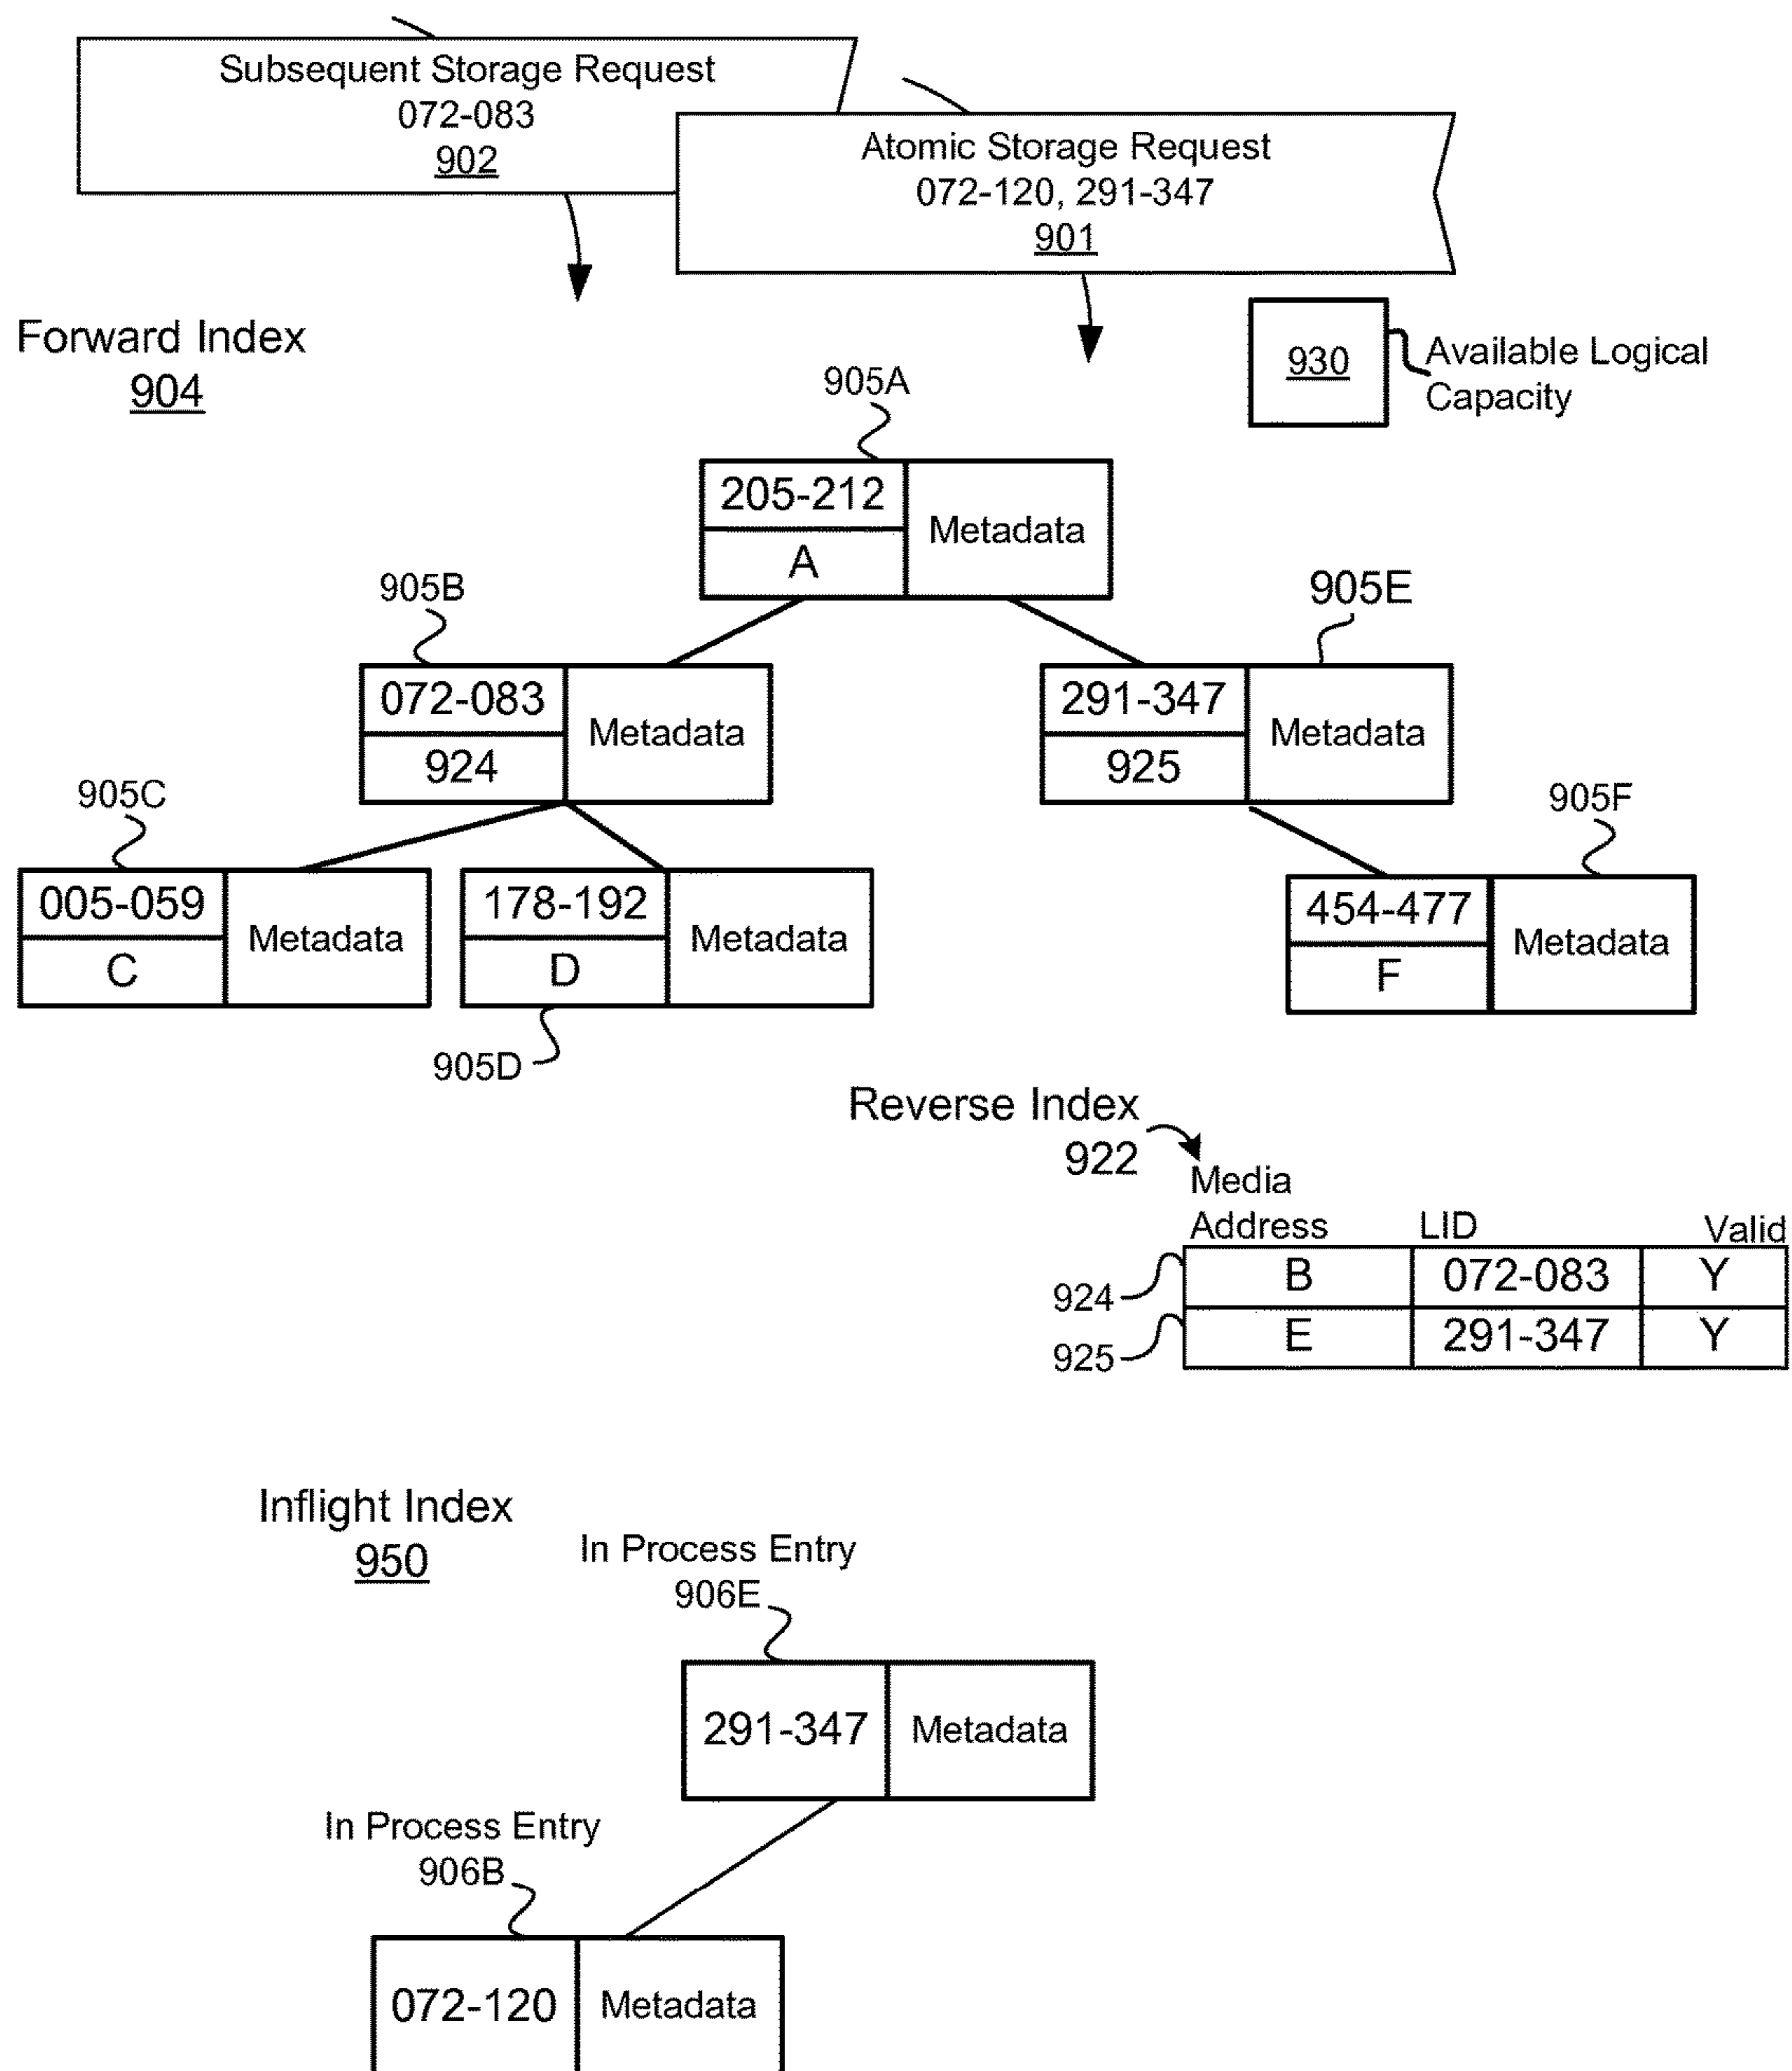 Subsequent Storage Request
072-083
902
Atomic Storage Request
072-120, 291-347
901
Forward Index
904
930
Available Logical
Capacity
905A
205-212
Metadata
A
905B
072-083
Metadata
924
905E
291-347
Metadata
925
905C
005-059
Metadata
C
178-192
Metadata
D
905D
905F
454-477
Metadata
F
Reverse Index
922
Media
Address LID Valid
924 B 072-083 Y
925 E 291-347 Y
Inflight Index
950
In Process Entry
906E
291-347 Metadata
In Process Entry
906B
072-120 Metadata